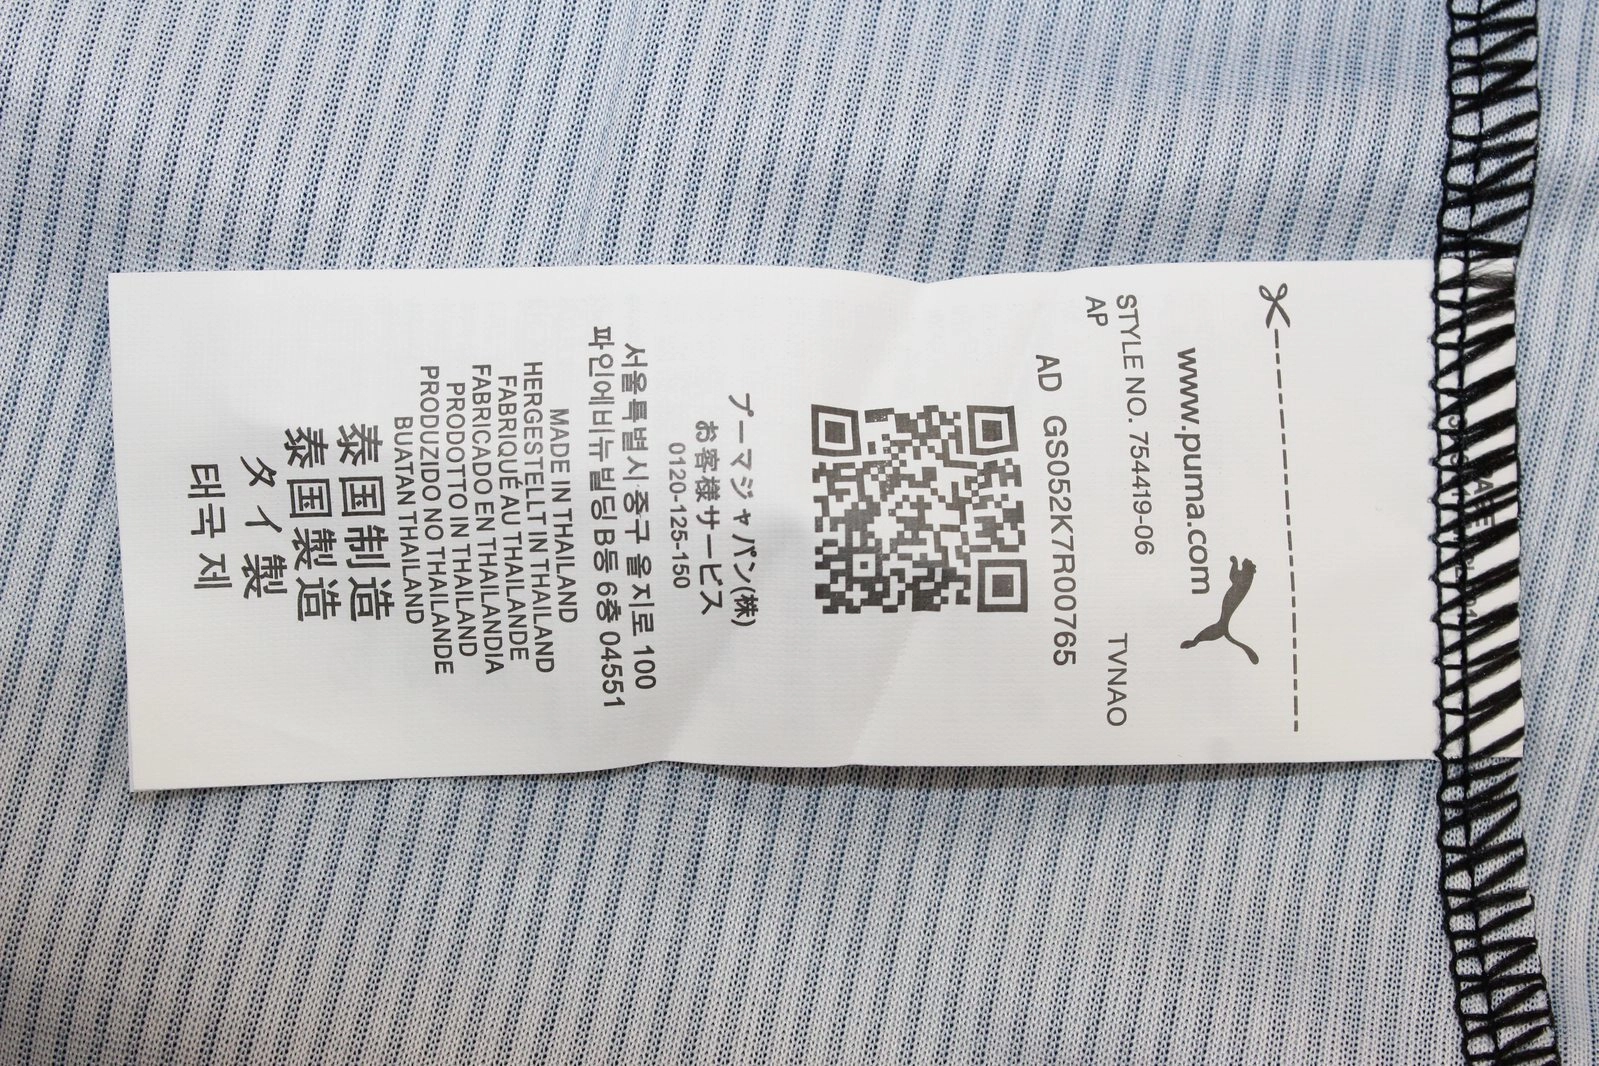 www.puma.com
STYLE NO. 754419-06 TVNAO
AP
AD GS052K7R00765
プーマジャパン(株)
お客様サービス
0120-125-150
서울특별시 중구 을지로 100
파인에비뉴빌딩 B동 6층 04551
MADE IN THAILAND
HERGESTELLT IN THAILAND
FABRIQUÉ AU THAILANDE
FABRICADO EN THAILANDIA
PRODOTTO IN THAILAND
PRODUZIDO NO THAILANDE
BUATAN THAILAND
泰国制造
泰国製造
タイ製
태국 제